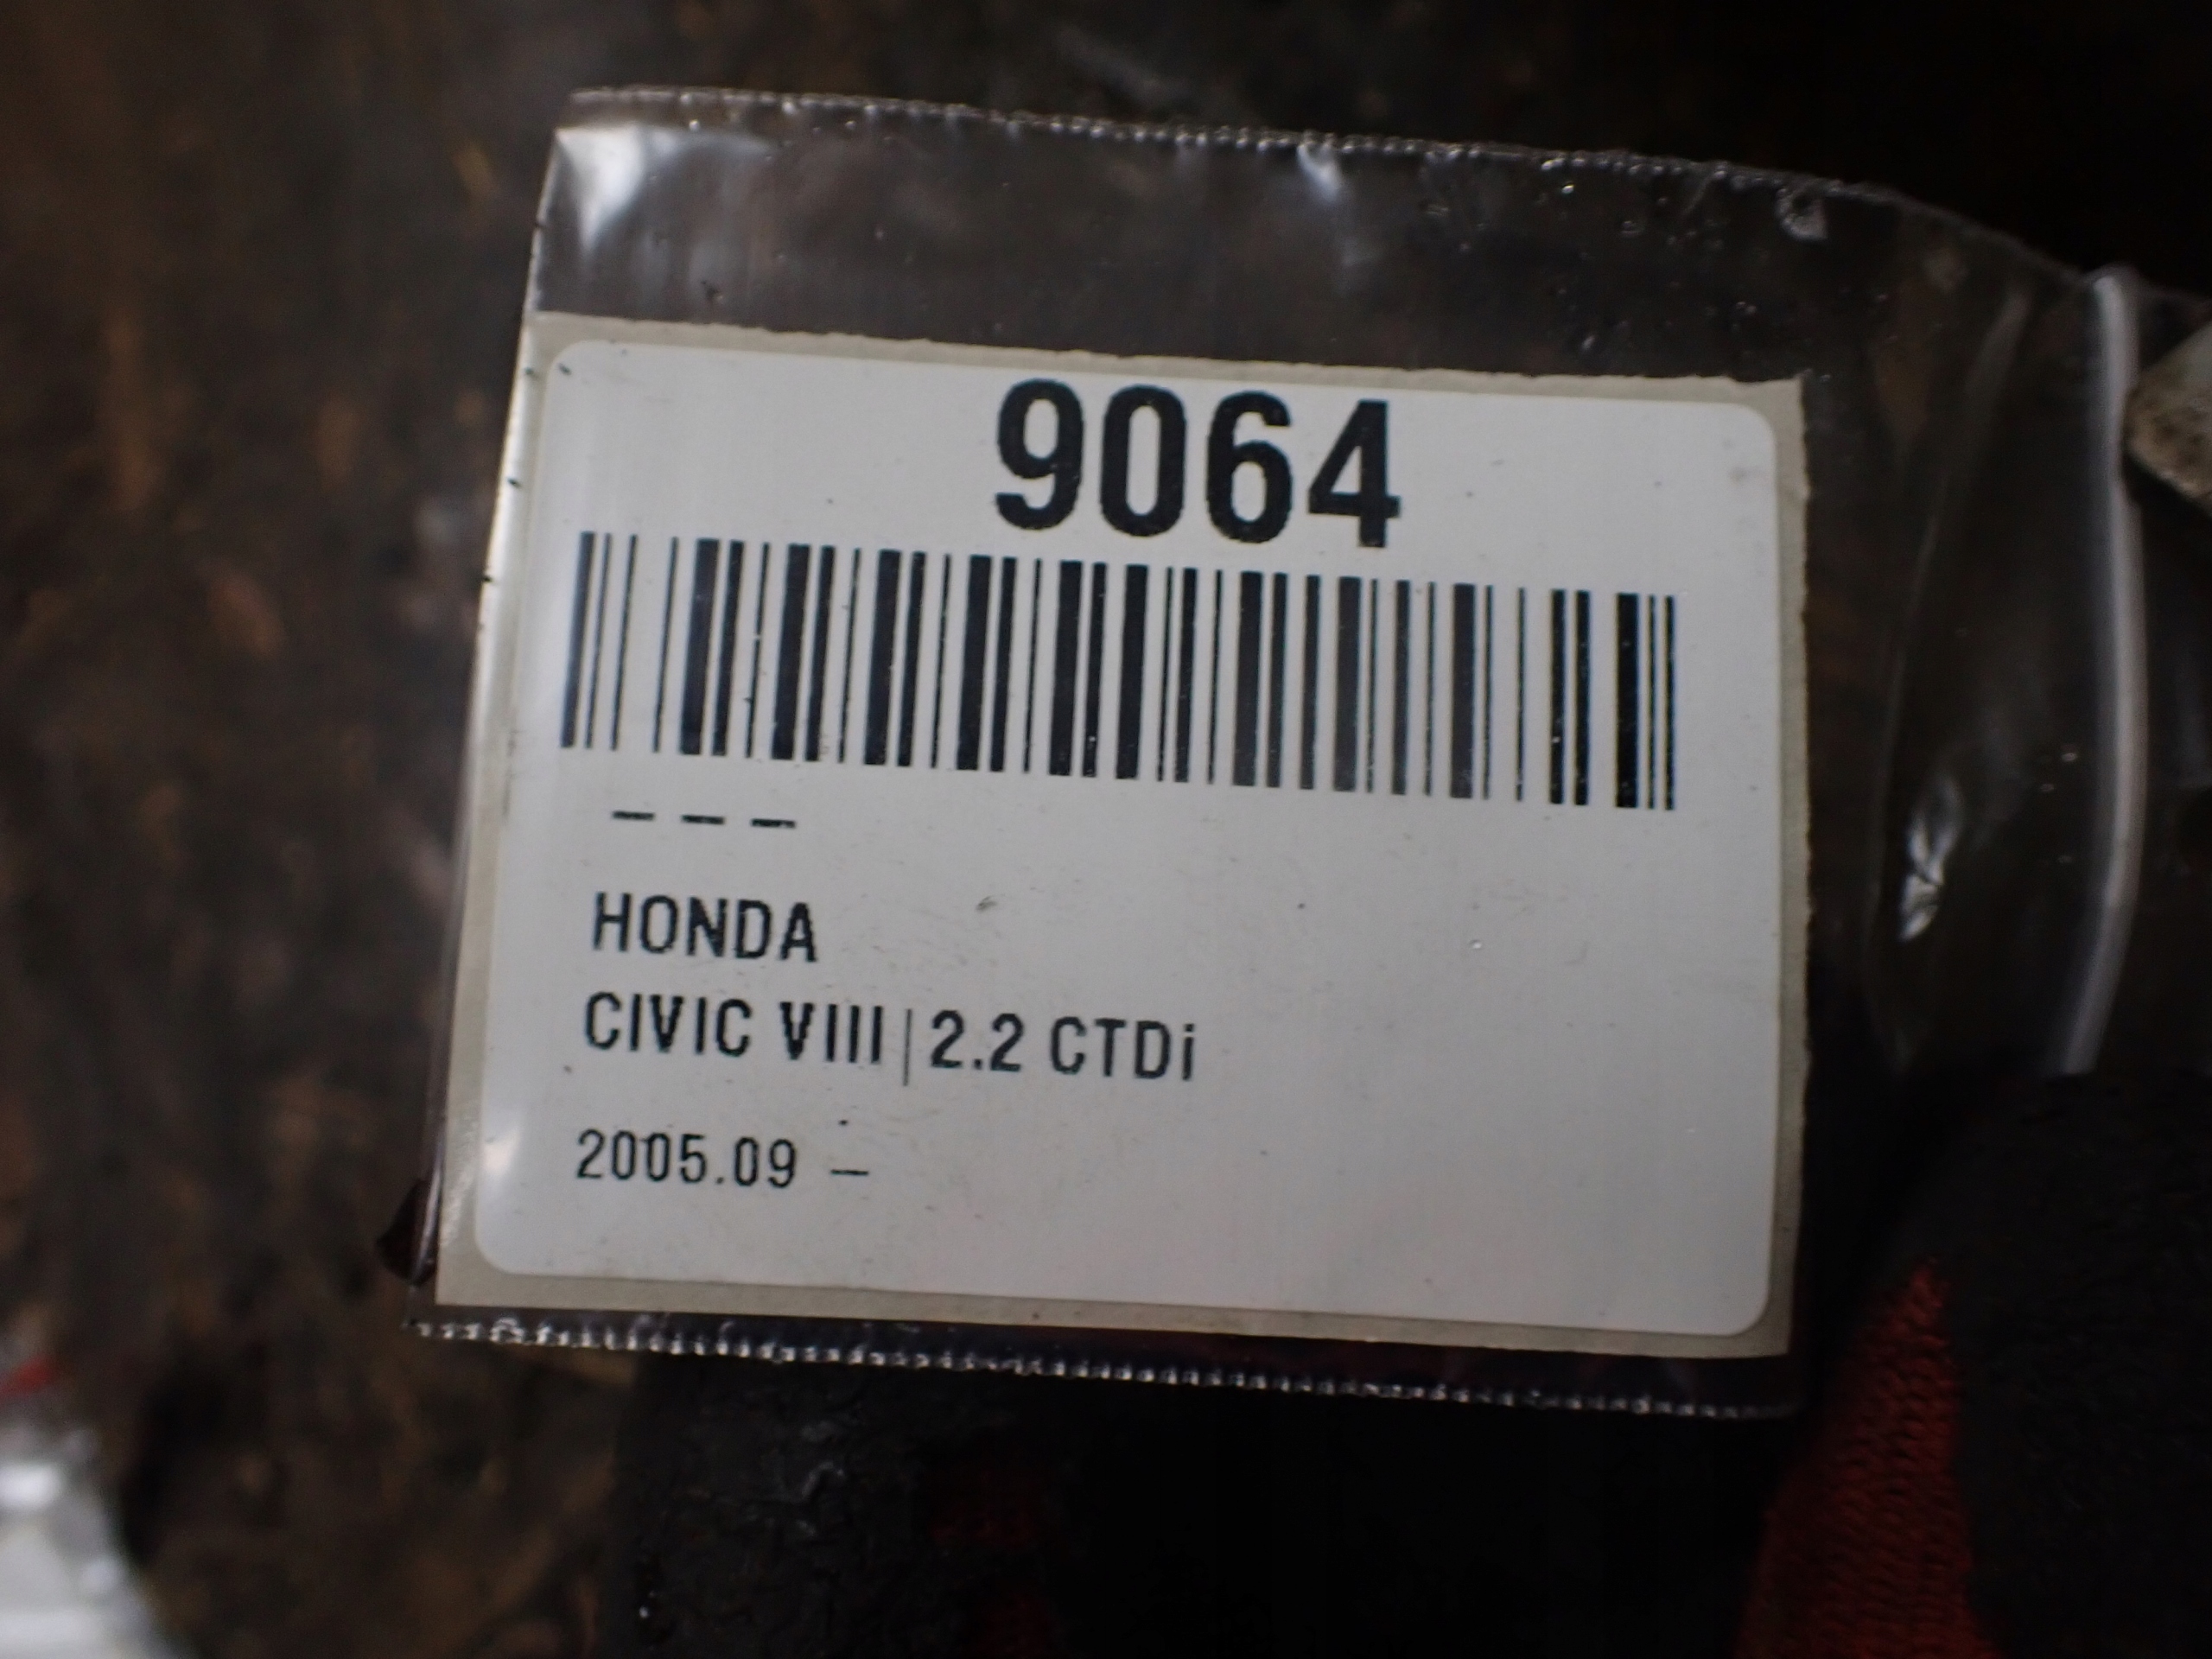 9064
– – –
HONDA
CIVIC VIII|2.2 CTDi
2005.09 –